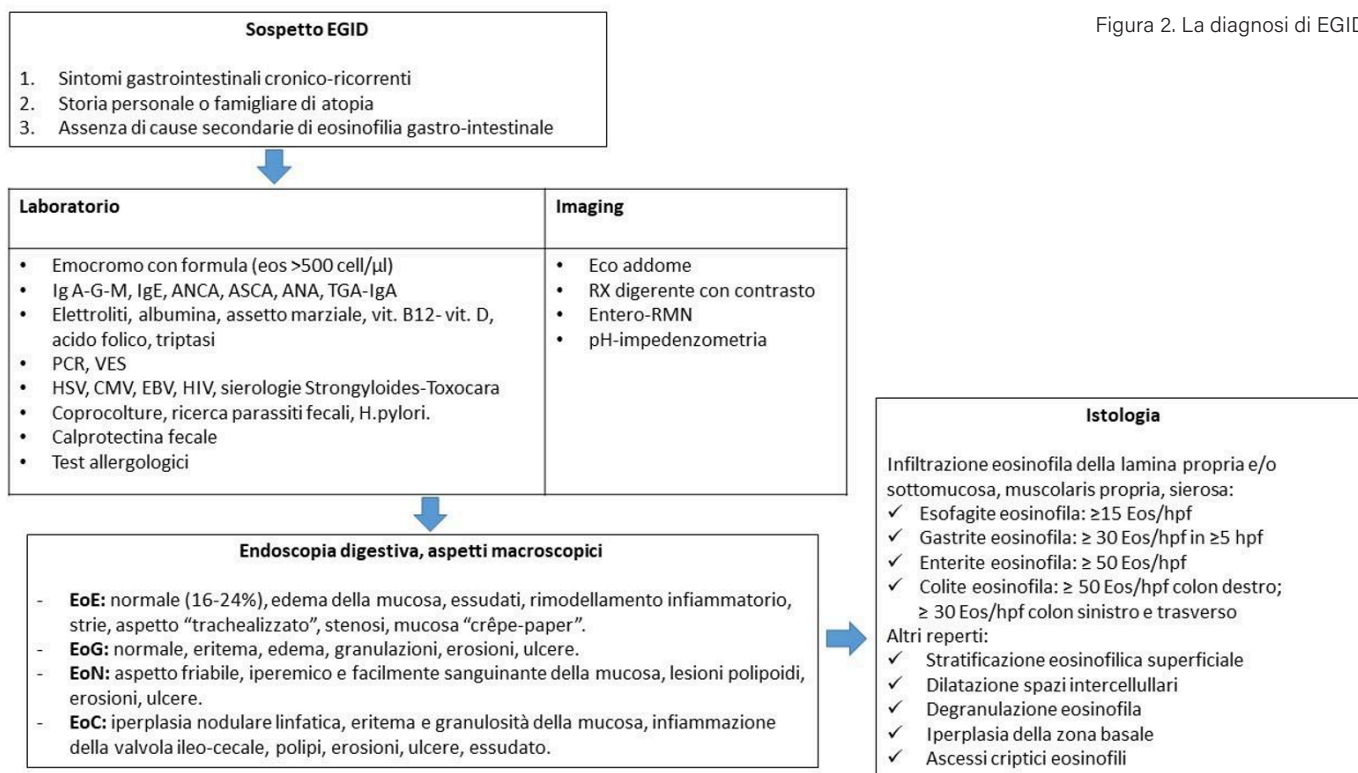 Figura 2. La diagnosi di EGID
Sospetto EGID
1. Sintomi gastrointestinali cronico-ricorrenti
2. Storia personale o famigliare di atopia
3. Assenza di cause secondarie di eosinofilia gastro-intestinale
Laboratorio
• Emocromo con formula (eos >500 cell/µl)
• Ig A-G-M, IgE, ANCA, ASCA, ANA, TGA-IgA
• Elettroliti, albumina, assetto marziale, vit. B12- vit. D,
acido folico, triptasi
• PCR, VES
• HSV, CMV, EBV, HIV, sierologie Strongyloides-Toxocara
• Coprocolture, ricerca parassiti fecali, H.pylori.
• Calprotectina fecale
• Test allergologici
Imaging
• Eco addome
• RX digerente con contrasto
• Entero-RMN
• pH-impedenzometria
Endoscopia digestiva, aspetti macroscopici
- EoE: normale (16-24%), edema della mucosa, essudati, rimodellamento infiammatorio,
strie, aspetto “trachealizzato”, stenosi, mucosa “crêpe-paper”.
- EoG: normale, eritema, edema, granulazioni, erosioni, ulcere.
- EoN: aspetto friabile, iperemico e facilmente sanguinante della mucosa, lesioni polipoidi,
erosioni, ulcere.
- EoC: iperplasia nodulare linfatica, eritema e granulosità della mucosa, infiammazione
della valvola ileo-cecale, polipi, erosioni, ulcere, essudato.
Istologia
Infiltrazione eosinofila della lamina propria e/o
sottomucosa, muscolaris propria, sierosa:
✓ Esofagite eosinofila: ≥15 Eos/hpf
✓ Gastrite eosinofila: ≥ 30 Eos/hpf in ≥5 hpf
✓ Enterite eosinofila: ≥ 50 Eos/hpf
✓ Colite eosinofila: ≥ 50 Eos/hpf colon destro;
≥ 30 Eos/hpf colon sinistro e trasverso
Altri reperti:
✓ Stratificazione eosinofilica superficiale
✓ Dilatazione spazi intercellullari
✓ Degranulazione eosinofila
✓ Iperplasia della zona basale
✓ Ascessi criptici eosinofili